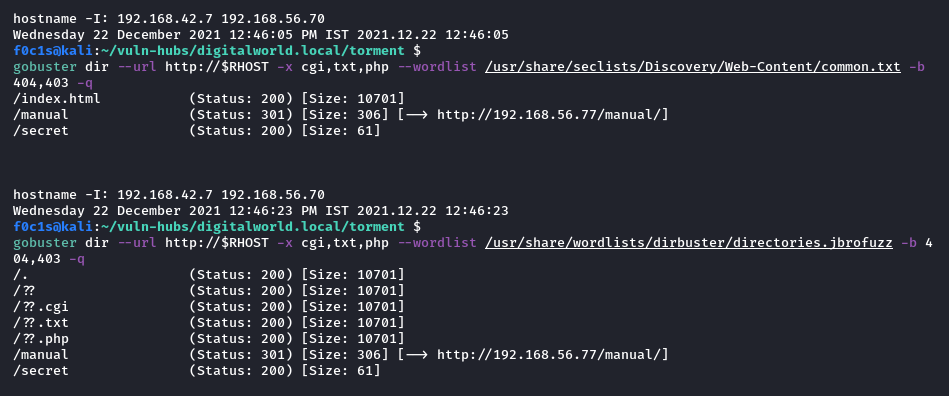 hostname -I: 192.168.42.7 192.168.56.70
Wednesday 22 December 2021 12:46:05 PM IST 2021.12.22 12:46:05
f0c1s@kali:~/vuln-hubs/digitalworld.local/torment $
gobuster dir --url http://$RHOST -x cgi,txt,php --wordlist /usr/share/seclists/Discovery/Web-Content/common.txt -b
404,403 -q
/index.html (Status: 200) [Size: 10701]
/manual (Status: 301) [Size: 306] [--> http://192.168.56.77/manual/]
/secret (Status: 200) [Size: 61]
hostname -I: 192.168.42.7 192.168.56.70
Wednesday 22 December 2021 12:46:23 PM IST 2021.12.22 12:46:23
f0c1s@kali:~/vuln-hubs/digitalworld.local/torment $
gobuster dir --url http://$RHOST -x cgi,txt,php --wordlist /usr/share/wordlists/dirbuster/directories.jbrofuzz -b 4
04,403 -q
/. (Status: 200) [Size: 10701]
/?? (Status: 200) [Size: 10701]
/??.cgi (Status: 200) [Size: 10701]
/??.txt (Status: 200) [Size: 10701]
/??.php (Status: 200) [Size: 10701]
/manual (Status: 301) [Size: 306] [--> http://192.168.56.77/manual/]
/secret (Status: 200) [Size: 61]